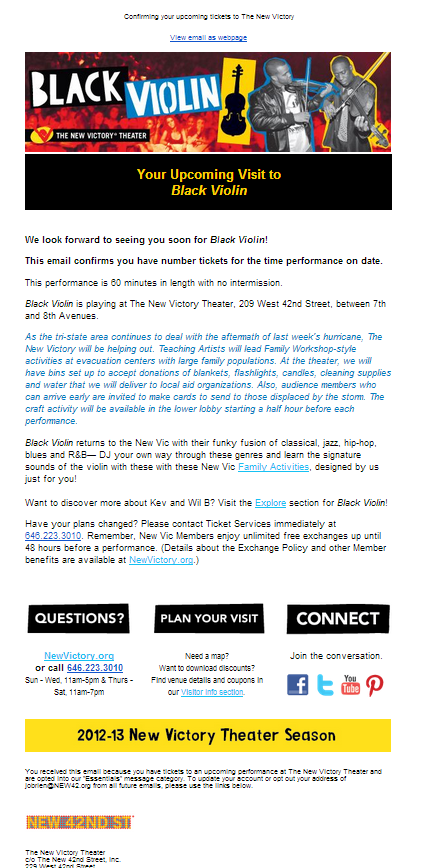 Confirming your upcoming tickets to The New Victory
View email as webpage
BLACK VIOLIN
THE NEW VICTORY® THEATER
Your Upcoming Visit to
Black Violin
We look forward to seeing you soon for Black Violin!
This email confirms you have number tickets for the time performance on date.
This performance is 60 minutes in length with no intermission.
Black Violin is playing at The New Victory Theater, 209 West 42nd Street, between 7th
and 8th Avenues.
As the tri-state area continues to deal with the aftermath of last week's hurricine, The
New Victory will be helping out. Teaching Artists will lead Family Workshop-style
activities at evacuation centers with large family populations. At the theater, we will
have bins set up to accept donations of blankets, flashlights, candles, cleaning supplies
and water that we will deliver to local aid organizations. Also, audience members who
can arrive early are invited to make cards to send to those displaced by the storm. The
craft activity will be available in the lower lobby starting a half hour before each
performance.
Black Violin returns to the New Vic with their funky fusion of classical, jazz, hip-hop,
blues and R&B— DJ your own way through these genres and learn the signature
sounds of the violin with these with these New Vic Family Activities, designed by us
just for you!
Want to discover more about Kev and Wil B? Visit the Explore section for Black Violin!
Have your plans changed? Please contact Ticket Services immediately at
646.223.3010. Remember, New Vic Members enjoy unlimited free exchanges up until
48 hours before a performance. (Details about the Exchange Policy and other Member
benefits are available at NewVictory.org.)
QUESTIONS?
NewVictory.org
or call 646.223.3010
Sun - Wed, 11am-5pm & Thurs -
Sat, 11am-7pm
PLAN YOUR VISIT
Need a map?
Want to download discounts?
Find venue details and coupons in
our Visitor Info section.
CONNECT
Join the conversation.
You Tube
2012-13 New Victory Theater Season
You received this email because you have tickets to an upcoming performance at The New Victory Theater and
are opted into our "Essentials" message category. To update your account or opt out your address of
jobrien@NEW42.org from all future emails, please use the links below.
NEW 42ND ST
The New Victory Theater
c/o The New 42nd Street, Inc.
229 West 42nd Street